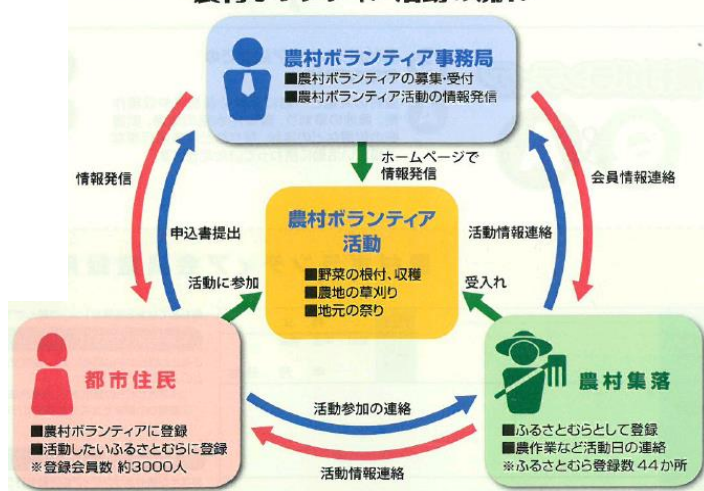 農村ボランティア事務局
■農村ボランティアの募集・受付
■農村ボランティア活動の情報発信
情報発信
申込書提出
ホームページで
情報発信
活動情報連絡
会員情報連絡
農村ボランティア
活動
■野菜の根付、収穫
■農地の草刈り
■地元の祭り
活動に参加
受入れ
都市住民
■農村ボランティアに登録
■活動したいふるさとむらに登録
※登録会員数 約3000人
活動参加の連絡
活動情報連絡
農村集落
■ふるさとむらとして登録
■農作業など活動日の連絡
※ふるさとむら登録数 44か所